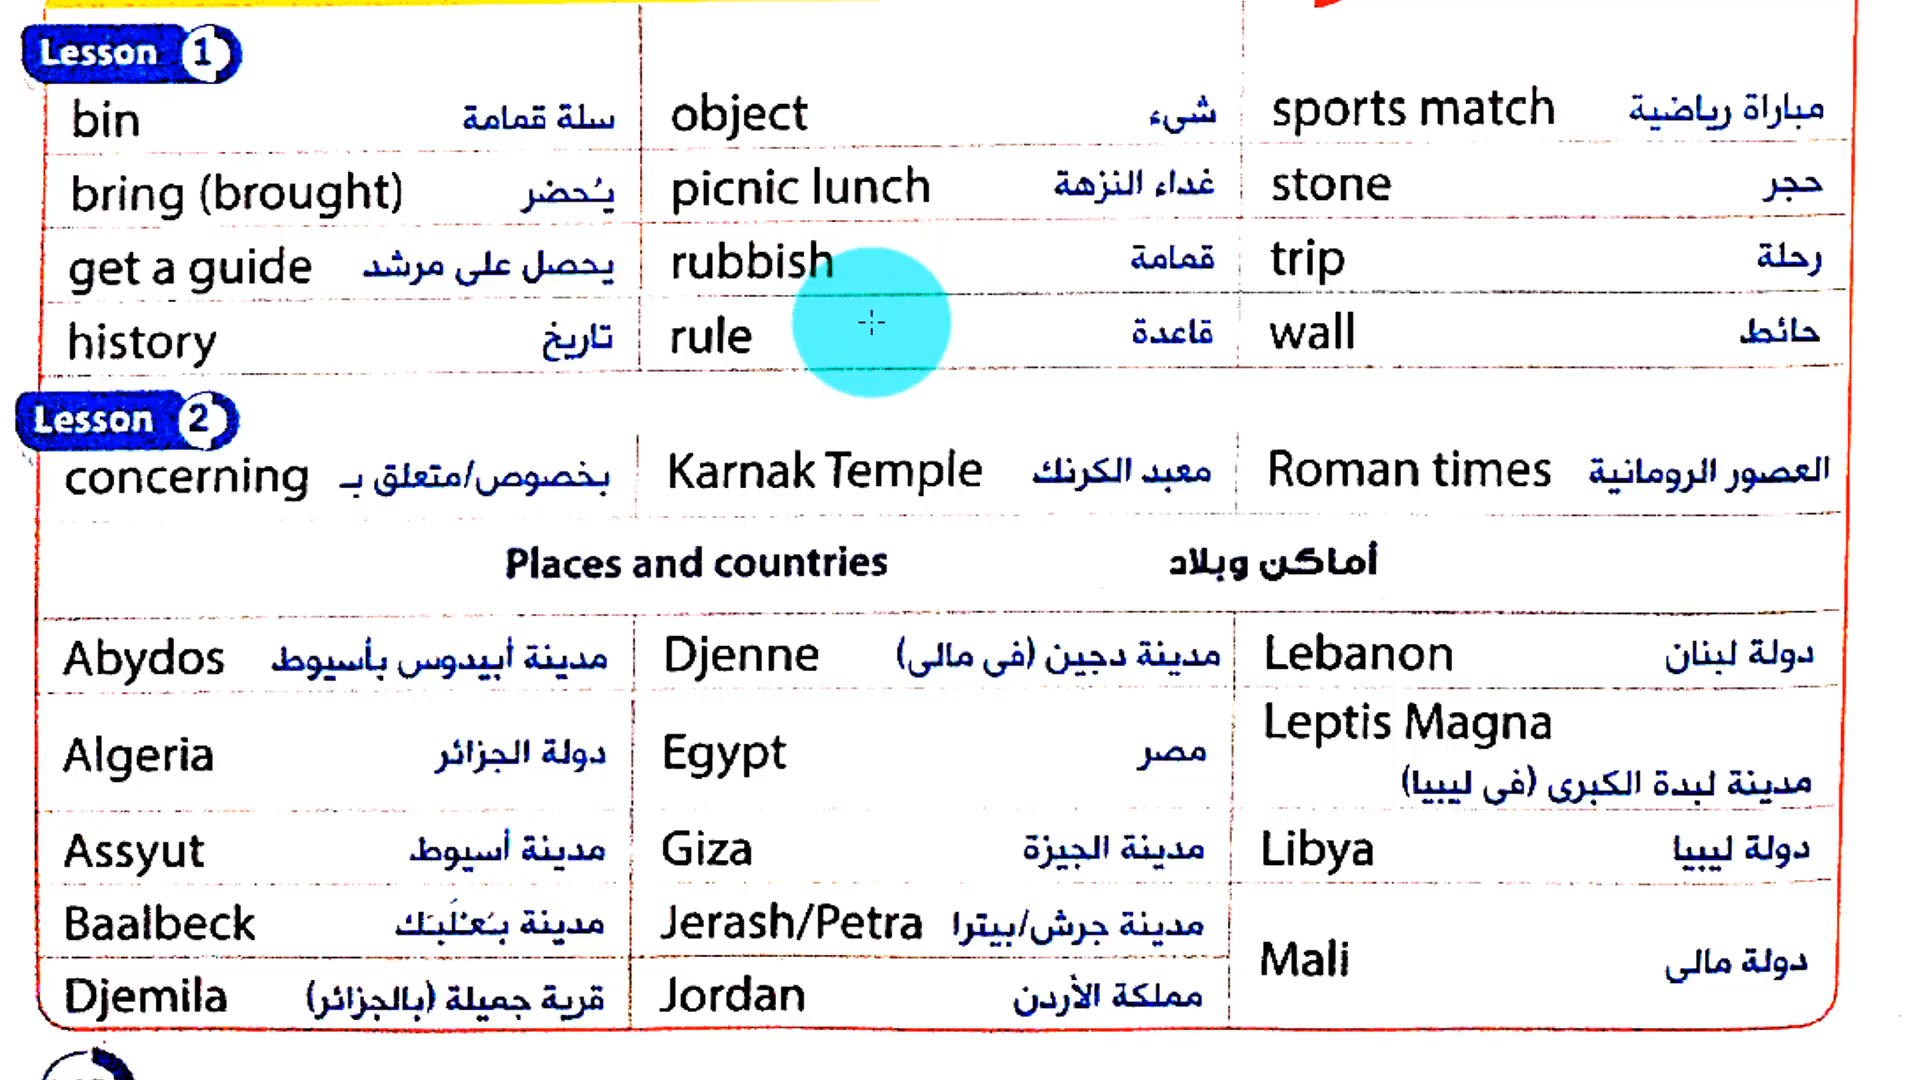 Lesson 1
bin سلة قمامة object شىء sports match مباراة رياضية
bring (brought) يُحضر picnic lunch غداء النزهة stone حجر
get a guide يحصل على مرشد rubbish قمامة trip رحلة
history تاريخ rule قاعدة wall حائط
Lesson 2
concerning بخصوص/متعلق بـ Karnak Temple معبد الكرنك Roman times العصور الرومانية
Places and countries أماكن وبلاد
Abydos مدينة أبيدوس بأسيوط Djenne مدينة دجين (فى مالى) Lebanon دولة لبنان
Algeria دولة الجزائر Egypt مصر Leptis Magna
مدينة لبدة الكبرى (فى ليبيا)
Assyut مدينة أسيوط Giza مدينة الجيزة Libya دولة ليبيا
Baalbeck مدينة بَعْلَبَك Jerash/Petra مدينة جرش/بيترا Mali دولة مالى
Djemila قرية جميلة (بالجزائر) Jordan مملكة الأردن